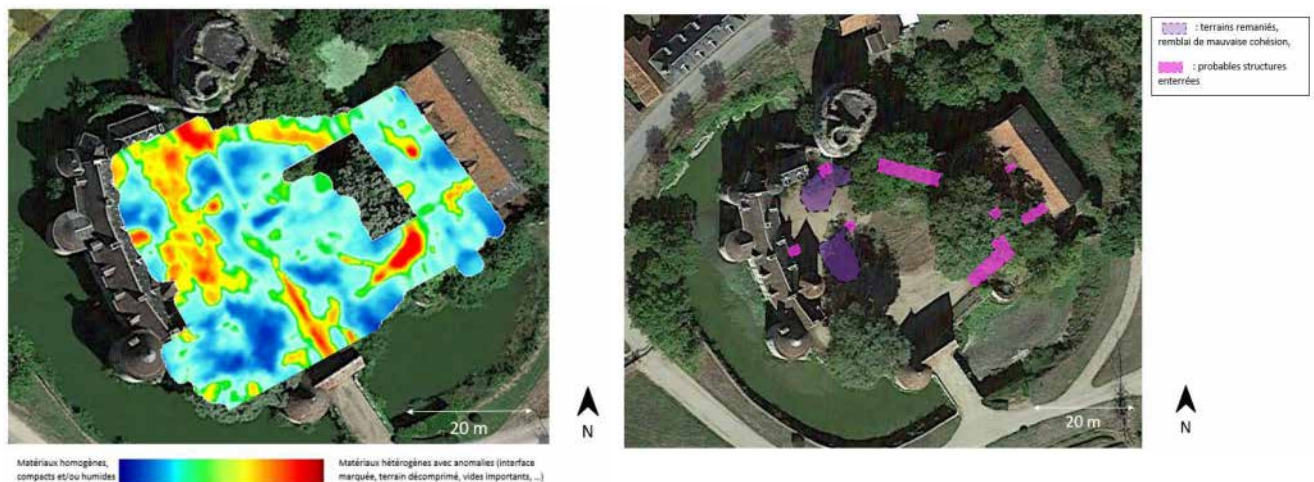 : terrains remaniés,
remblai de mauvaise cohésion,
: probables structures
enterrées
20 m
N
20 m
N
Matériaux homogènes,
compacts et/ou humides
Matériaux hétérogènes avec anomalies (interface
marquée, terrain décomprimé, vides importants, ...)